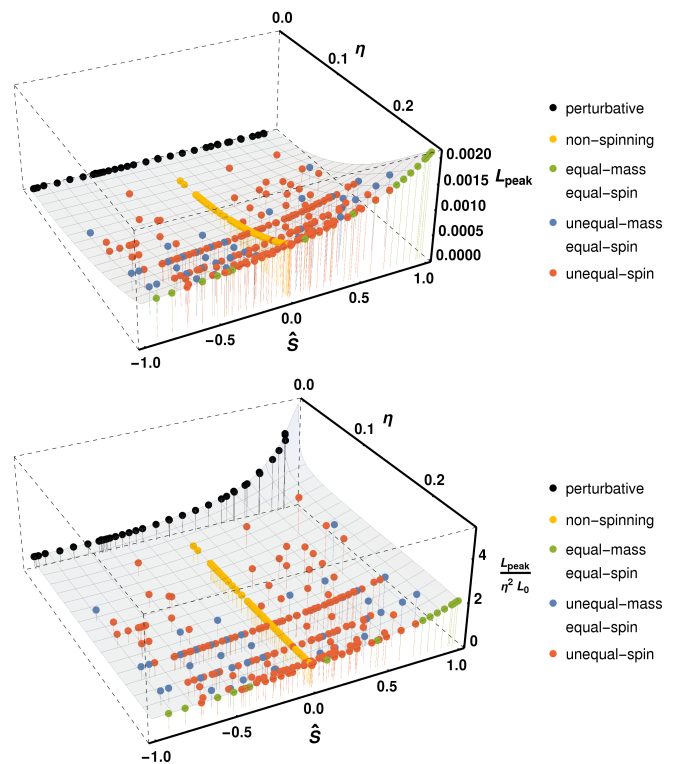 0.0
0.1
η
0.2
0.0020
0.0015
L_peak
0.0010
0.0005
0.0000
1.0
0.5
0.0
Ŝ
−0.5
−1.0
perturbative
non−spinning
equal−mass
equal−spin
unequal−mass
equal−spin
unequal−spin
0.0
0.1
η
0.2
4
2
0
L_peak
η² L₀
1.0
0.5
0.0
Ŝ
−0.5
−1.0
perturbative
non−spinning
equal−mass
equal−spin
unequal−mass
equal−spin
unequal−spin